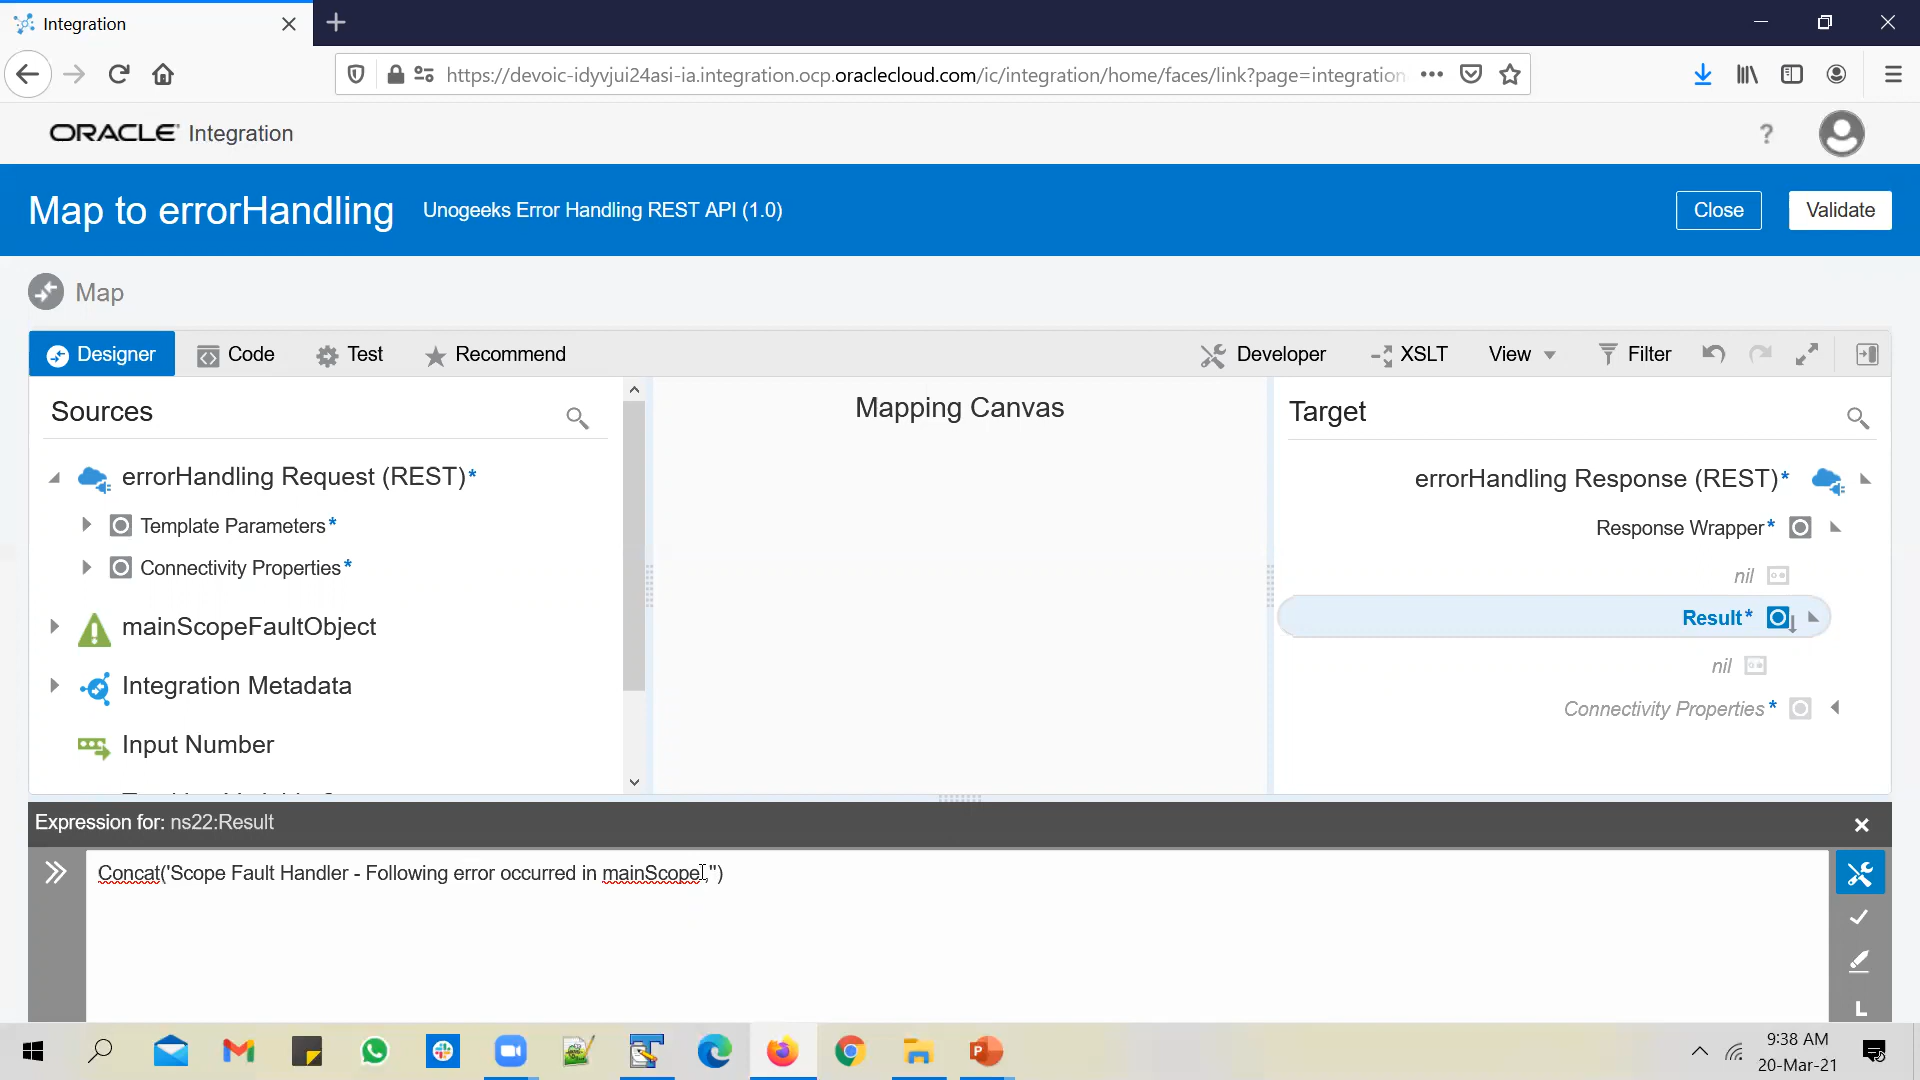 Integration
https://devoic-idyvjui24asi-ia.integration.ocp.oraclecloud.com/ic/integration/home/faces/link?page=integration
ORACLE Integration
?
Map to errorHandling
Unogeeks Error Handling REST API (1.0)
Close
Validate
Map
Designer
Code
Test
Recommend
Developer
XSLT
View
Filter
Sources
Mapping Canvas
Target
errorHandling Request (REST)*
errorHandling Response (REST)*
Template Parameters*
Response Wrapper*
Connectivity Properties*
nil
mainScopeFaultObject
Result*
Integration Metadata
nil
Connectivity Properties*
Input Number
Expression for: ns22:Result
Concat('Scope Fault Handler - Following error occurred in mainScope,'')
L
9:38 AM
20-Mar-21